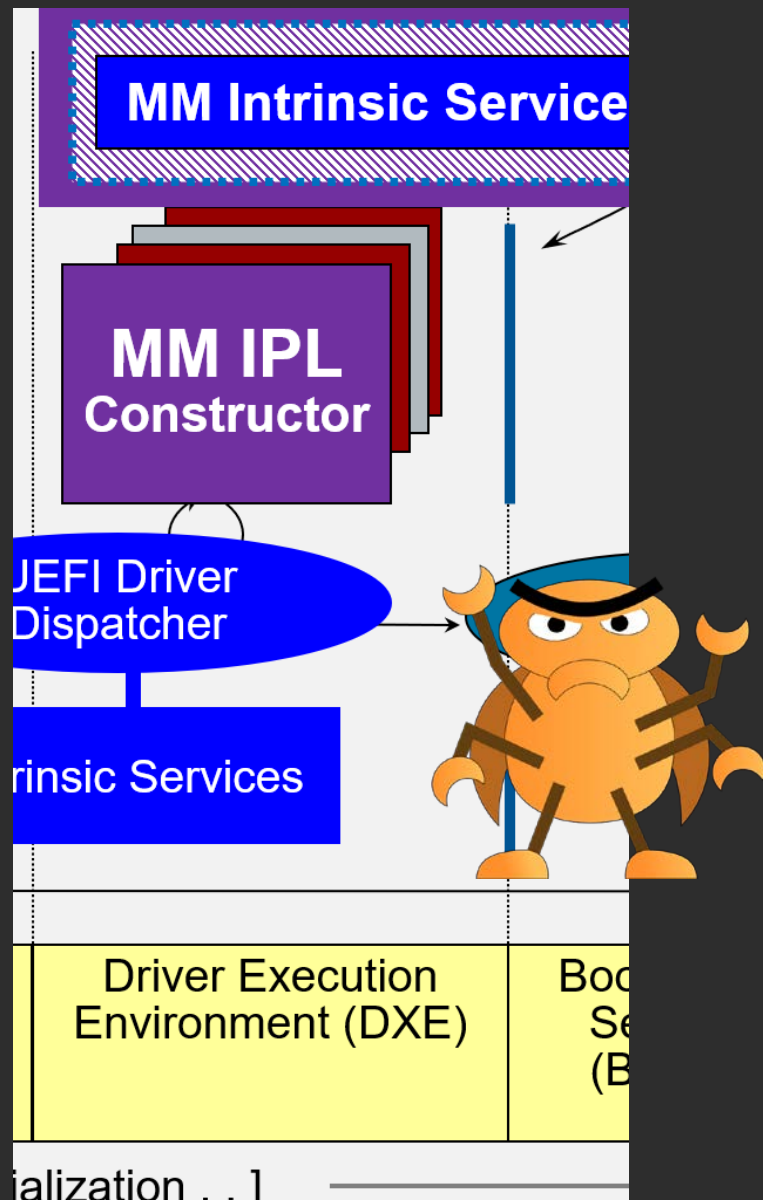 MM Intrinsic Service
MM IPL
Constructor
UEFI Driver
Dispatcher
rinsic Services
Driver Execution
Environment (DXE)
Boo
Se
(B
ialization . . ]